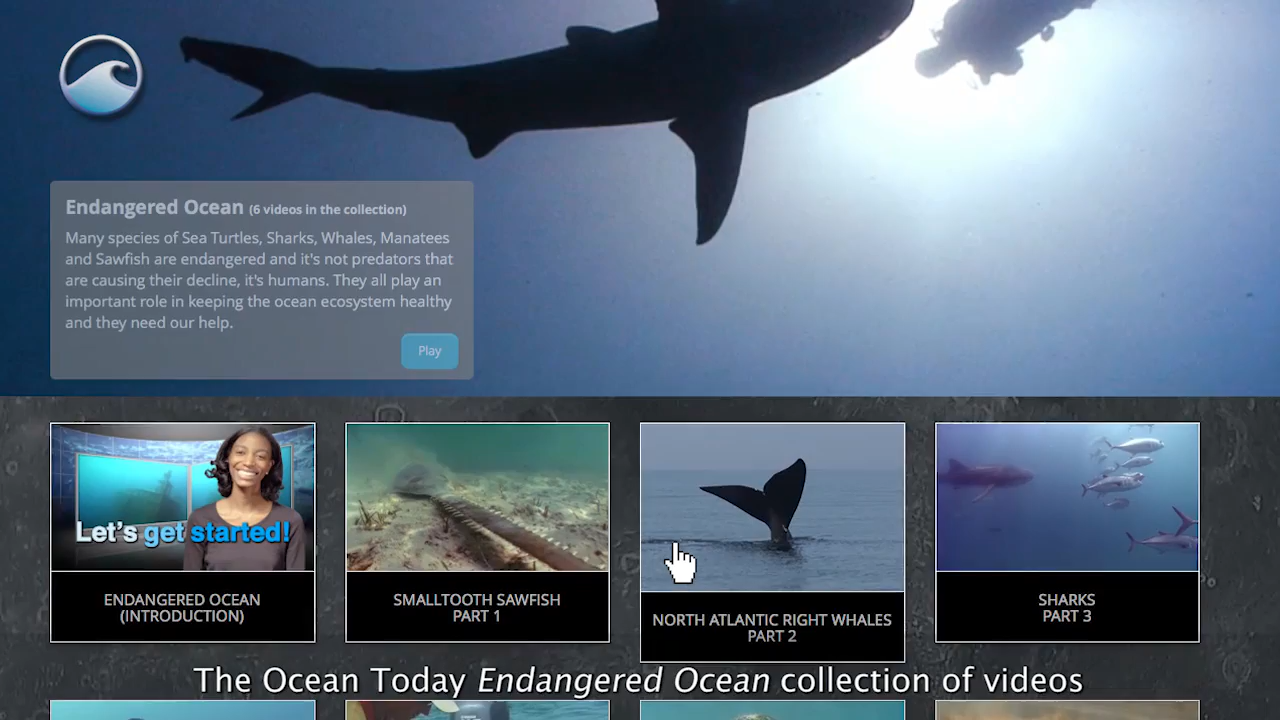 Endangered Ocean (6 videos in the collection)
Many species of Sea Turtles, Sharks, Whales, Manatees
and Sawfish are endangered and it's not predators that
are causing their decline, it's humans. They all play an
important role in keeping the ocean ecosystem healthy
and they need our help.
Play
Let's get started!
ENDANGERED OCEAN
(INTRODUCTION)
SMALLTOOTH SAWFISH
PART 1
NORTH ATLANTIC RIGHT WHALES
PART 2
SHARKS
PART 3
The Ocean Today Endangered Ocean collection of videos